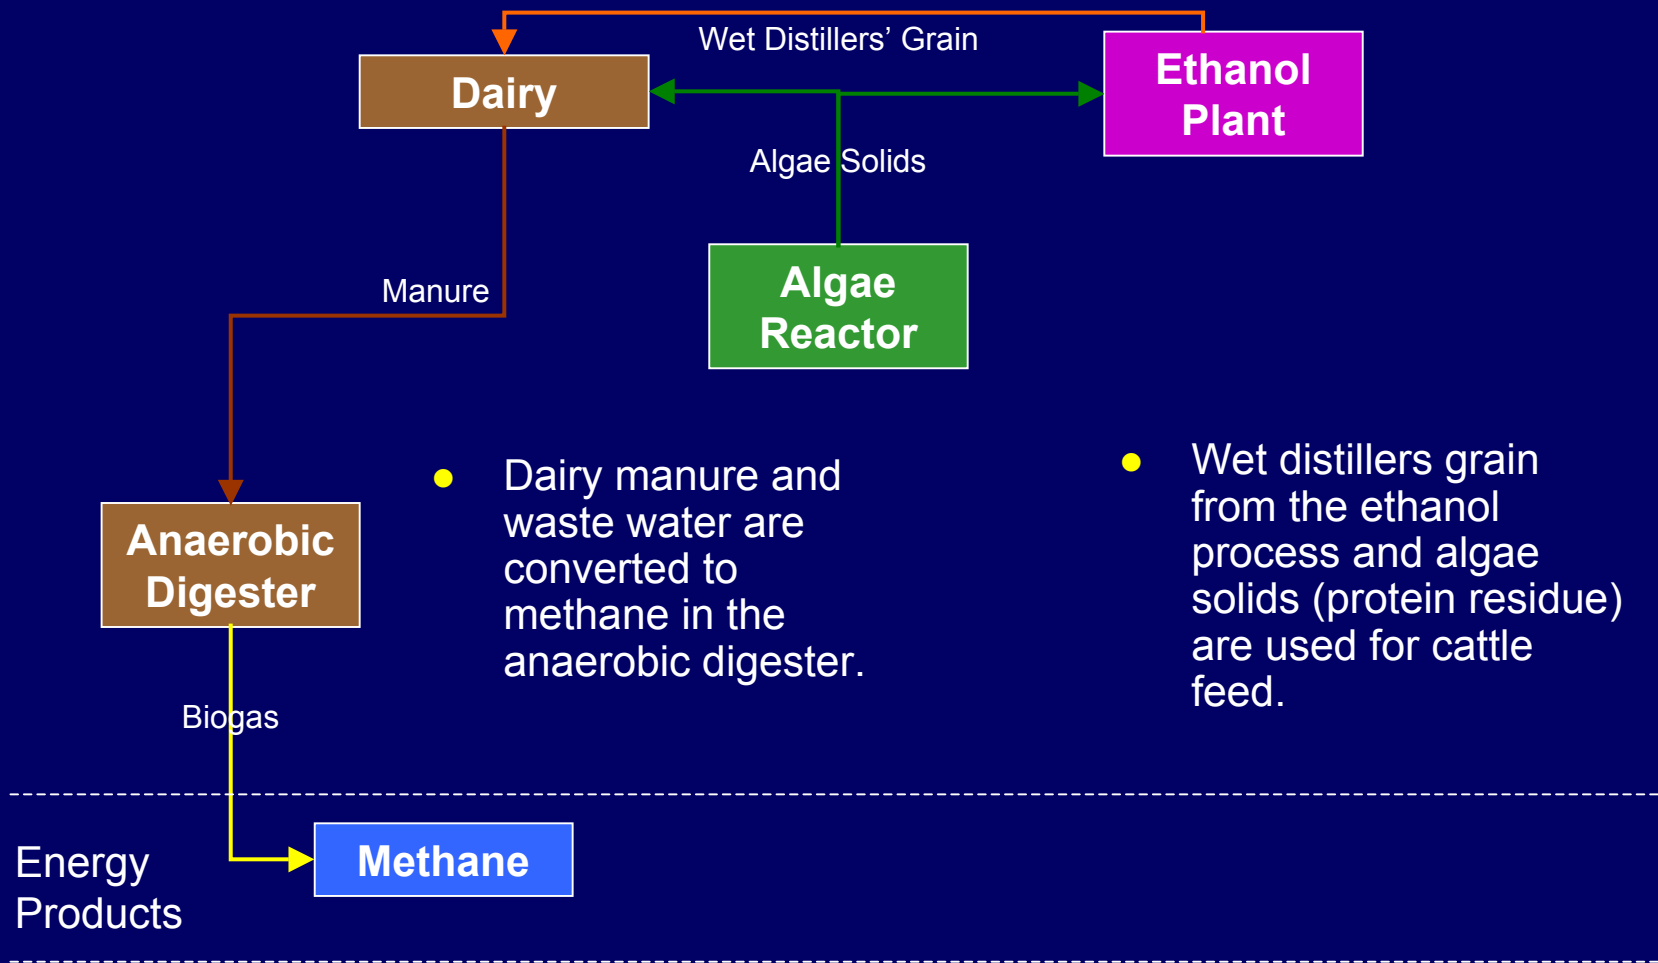 Wet Distillers’ Grain
Dairy
Ethanol
Plant
Algae Solids
Algae
Reactor
Manure
Anaerobic
Digester
● Dairy manure and
waste water are
converted to
methane in the
anaerobic digester.
● Wet distillers grain
from the ethanol
process and algae
solids (protein residue)
are used for cattle
feed.
Biogas
Energy
Products
Methane